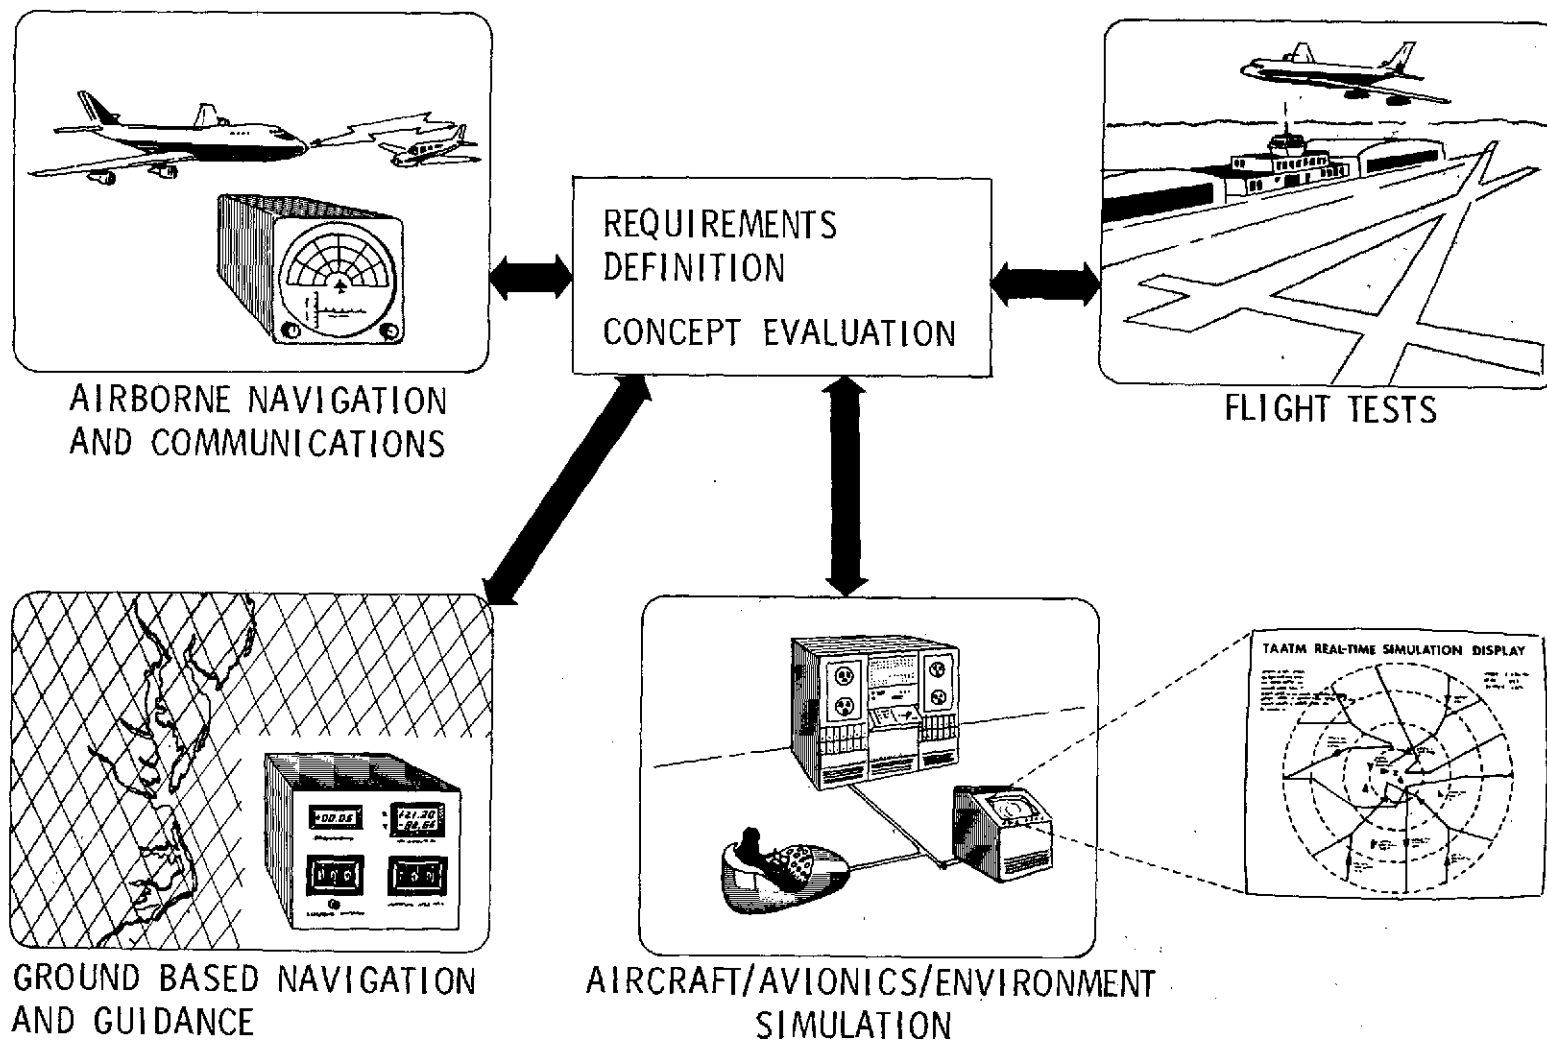 REQUIREMENTS
DEFINITION
CONCEPT EVALUATION
AIRBORNE NAVIGATION
AND COMMUNICATIONS
FLIGHT TESTS
TAATM REAL-TIME SIMULATION DISPLAY
GROUND BASED NAVIGATION
AND GUIDANCE
AIRCRAFT/AVIONICS/ENVIRONMENT
SIMULATION